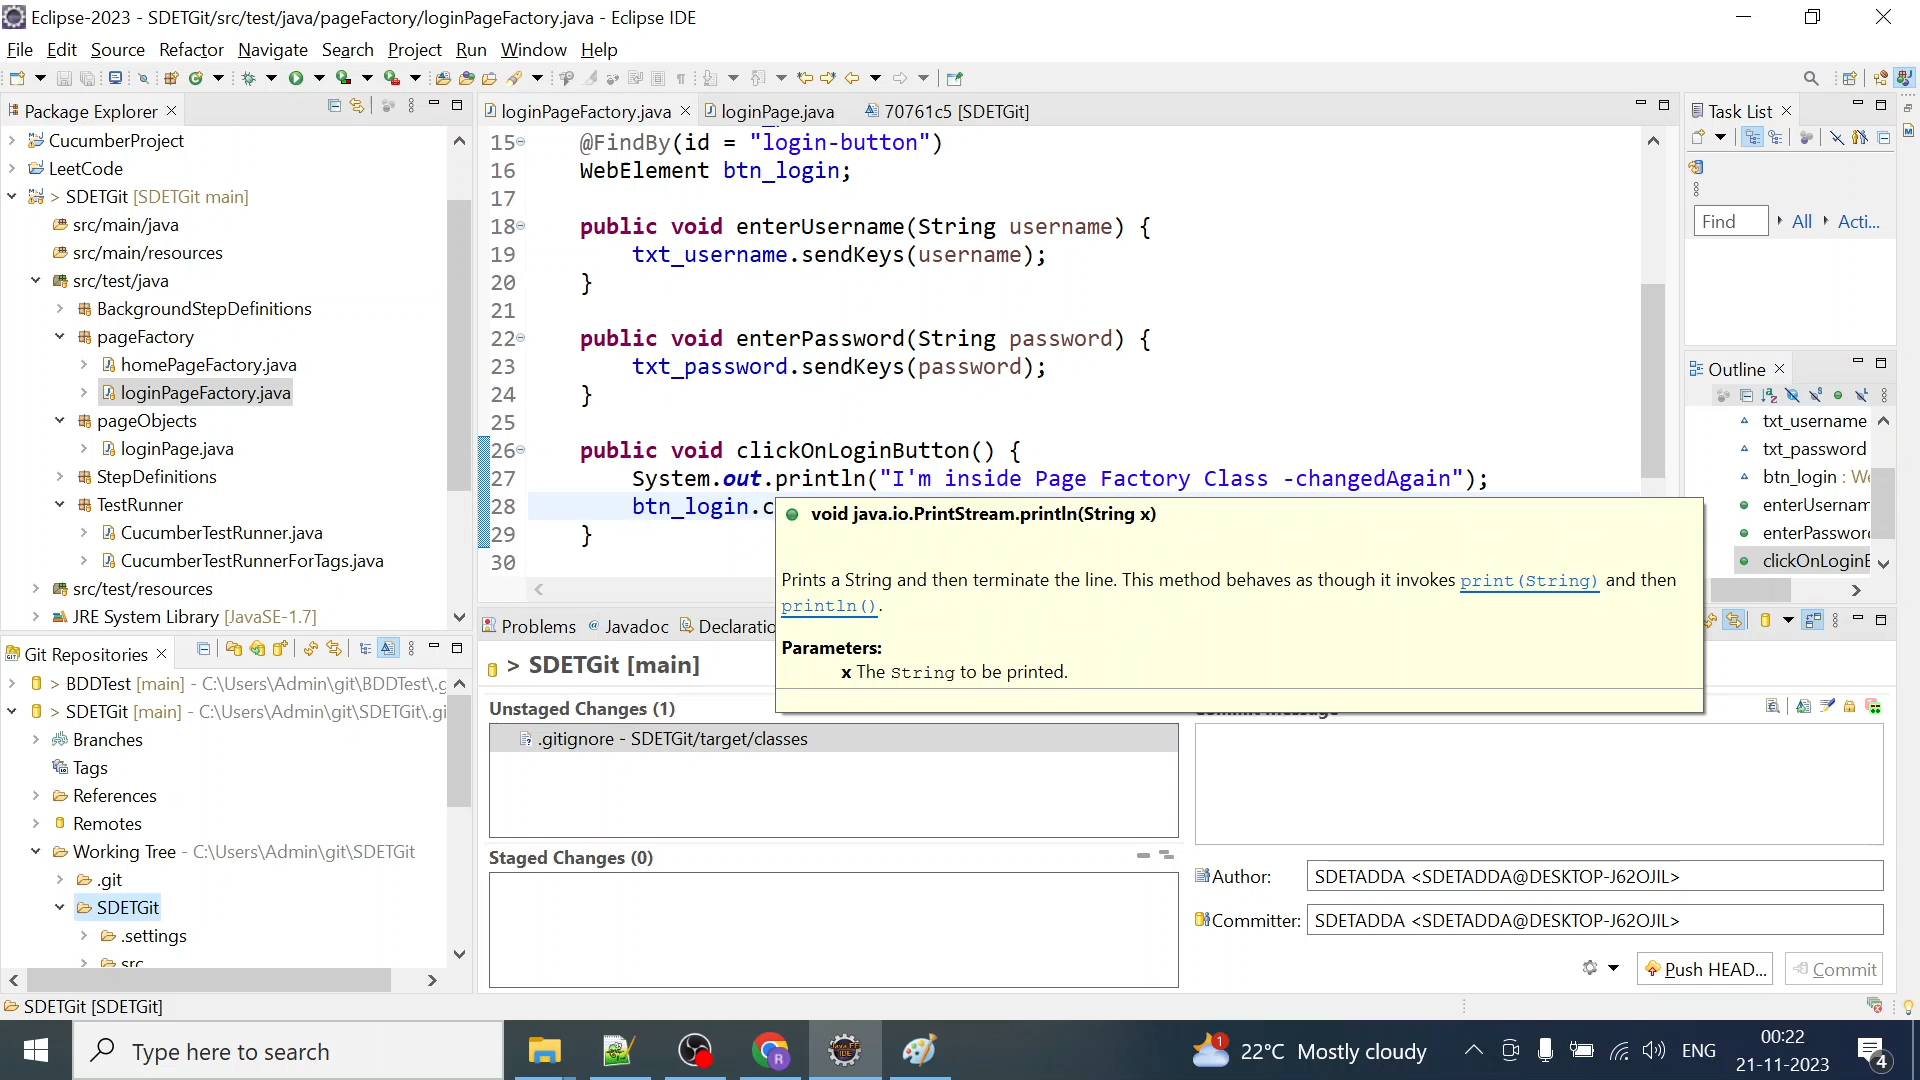 Eclipse-2023 - SDETGit/src/test/java/pageFactory/loginPageFactory.java - Eclipse IDE
File Edit Source Refactor Navigate Search Project Run Window Help
Package Explorer
CucumberProject
LeetCode
> SDETGit [SDETGit main]
src/main/java
src/main/resources
src/test/java
BackgroundStepDefinitions
pageFactory
homePageFactory.java
loginPageFactory.java
pageObjects
loginPage.java
StepDefinitions
TestRunner
CucumberTestRunner.java
CucumberTestRunnerForTags.java
src/test/resources
JRE System Library [JavaSE-1.7]
Git Repositories
> BDDTest [main] - C:\Users\Admin\git\BDDTest\.g
> SDETGit [main] - C:\Users\Admin\git\SDETGit\.gi
Branches
Tags
References
Remotes
Working Tree - C:\Users\Admin\git\SDETGit
.git
SDETGit
.settings
src
SDETGit [SDETGit]
loginPageFactory.java loginPage.java 70761c5 [SDETGit]
15 @FindBy(id = "login-button")
16 WebElement btn_login;
17
18 public void enterUsername(String username) {
19 txt_username.sendKeys(username);
20 }
21
22 public void enterPassword(String password) {
23 txt_password.sendKeys(password);
24 }
25
26 public void clickOnLoginButton() {
27 System.out.println("I'm inside Page Factory Class -changedAgain");
28 btn_login.c
29 }
30
void java.io.PrintStream.println(String x)
Prints a String and then terminate the line. This method behaves as though it invokes print(String) and then
println().
Parameters:
x The String to be printed.
Problems @ Javadoc Declaratio
> SDETGit [main]
Unstaged Changes (1)
.gitignore - SDETGit/target/classes
Staged Changes (0)
Author: SDETADDA <SDETADDA@DESKTOP-J62OJIL>
Committer: SDETADDA <SDETADDA@DESKTOP-J62OJIL>
Push HEAD... Commit
Task List
Find All Acti...
Outline
txt_username
txt_password
btn_login : We
enterUsernam
enterPassword
clickOnLoginB
Type here to search
1
22°C Mostly cloudy
ENG
00:22
21-11-2023
4